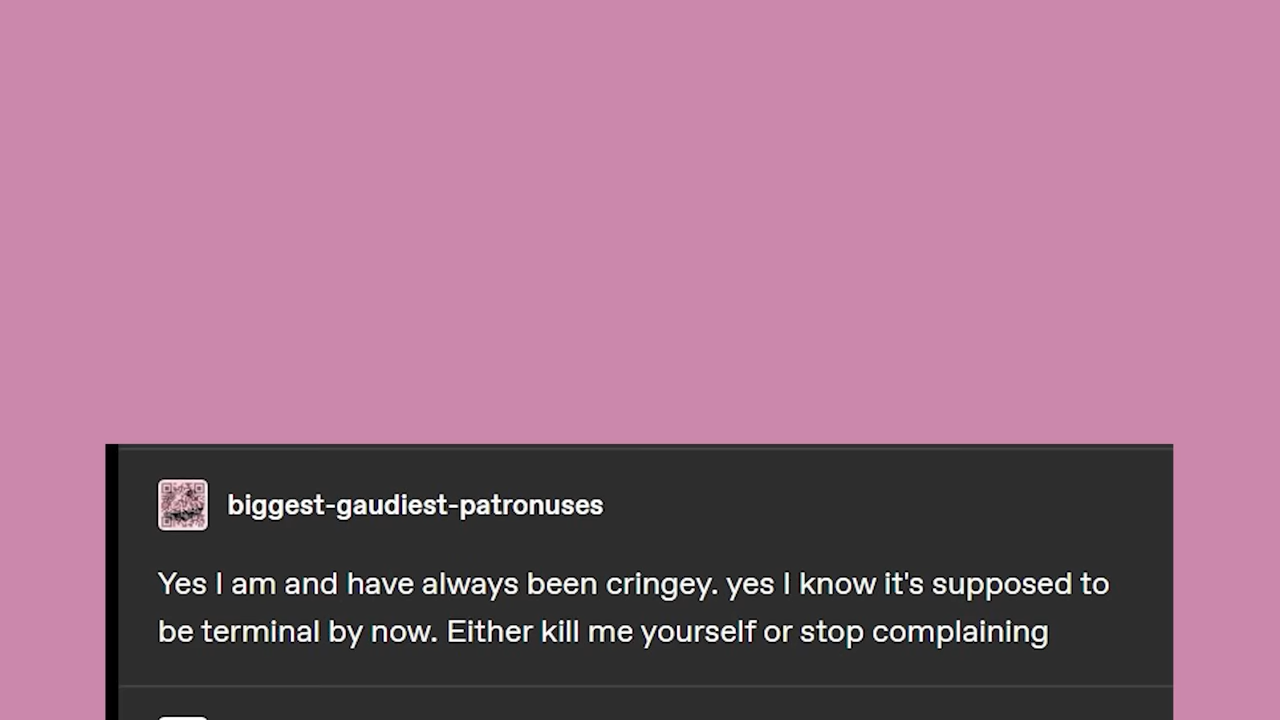 biggest-gaudiest-patronuses
Yes I am and have always been cringey. yes I know it's supposed to
be terminal by now. Either kill me yourself or stop complaining